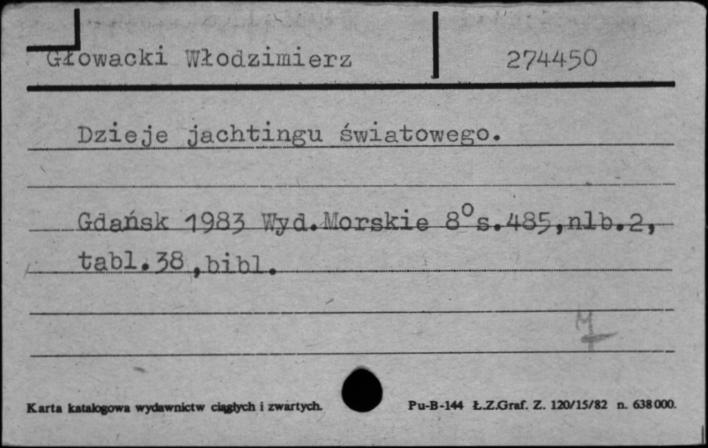 Głowacki Włodzimierz 274450
Dzieje jachtingu światowego.
Gdańsk 1983 Wyd.Morskie 8° s.485,nlb.2,
tabl.38,bibl.
M
Karta katalogowa wydawnictw ciągłych i zwartych. Pu-B-144 Ł.Z.Graf. Z. 120/15/82 n. 638000.